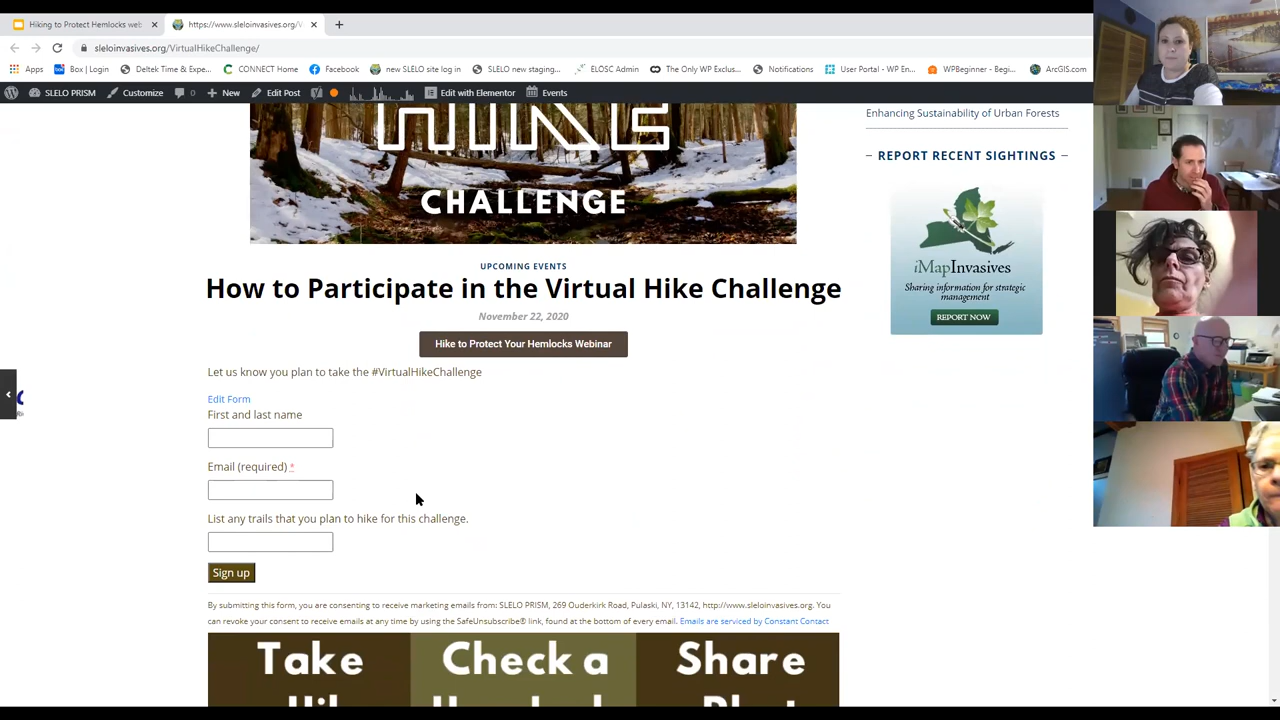 Hiking to Protect Hemlocks web
https://www.sleloinvasives.org/V
sleloinvasives.org/VirtualHikeChallenge/
Apps
Box | Login
Deltek Time & Expe...
CONNECT Home
Facebook
new SLELO site log in
SLELO new staging...
ELOSC Admin
The Only WP Exclus...
Notifications
User Portal - WP En...
WPBeginner - Begi...
ArcGIS.com
SLELO PRISM
Customize
0
New
Edit Post
Edit with Elementor
Events
HIKE
CHALLENGE
Enhancing Sustainability of Urban Forests
REPORT RECENT SIGHTINGS
iMapInvasives
Sharing information for strategic
management
REPORT NOW
UPCOMING EVENTS
How to Participate in the Virtual Hike Challenge
November 22, 2020
Hike to Protect Your Hemlocks Webinar
Let us know you plan to take the #VirtualHikeChallenge
Edit Form
First and last name
Email (required) *
List any trails that you plan to hike for this challenge.
Sign up
By submitting this form, you are consenting to receive marketing emails from: SLELO PRISM, 269 Ouderkirk Road, Pulaski, NY, 13142, http://www.sleloinvasives.org. You
can revoke your consent to receive emails at any time by using the SafeUnsubscribe® link, found at the bottom of every email. Emails are serviced by Constant Contact
Take
Check a
Share